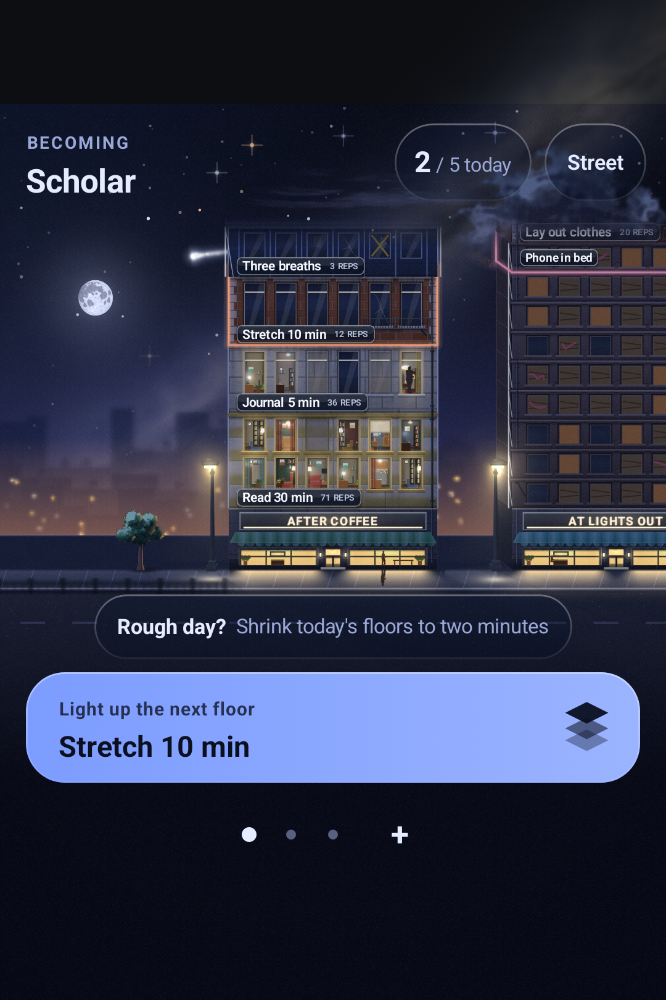 BECOMING
Scholar
2 / 5 today
Street
Three breaths 3 REPS
Stretch 10 min 12 REPS
Journal 5 min 36 REPS
Read 30 min 71 REPS
AFTER COFFEE
Lay out clothes 20 REPS
Phone in bed
AT LIGHTS OUT
Rough day? Shrink today's floors to two minutes
Light up the next floor
Stretch 10 min
+